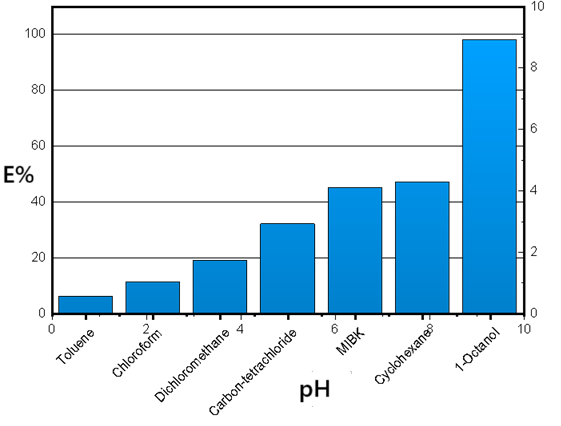 100
80
60
40
20
0
E%
10
8
6
4
2
0
0 2 4 6 8 10
Toluene
Chloroform
Dichloromethane
Carbon-tetrachloride
MIBK
Cyclohexane
1-Octanol
pH